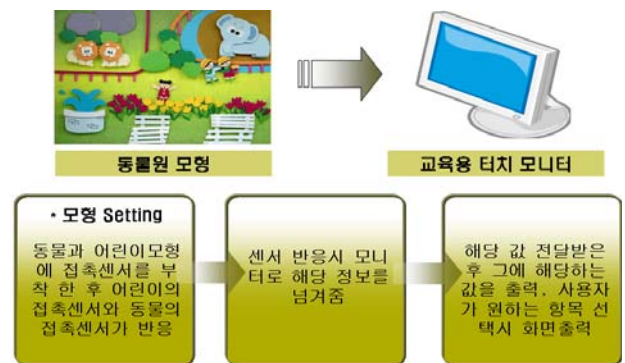 동물원 모형
교육용 터치 모니터
• 모형 Setting
동물과 어린이모형
에 접촉센서를 부
착 한 후 어린이의
접촉센서와 동물의
접촉센서가 반응
센서 반응시 모니
터로 해당 정보를
넘겨줌
해당 값 전달받은
후 그에 해당하는
값을 출력. 사용자
가 원하는 항목 선
택시 화면출력